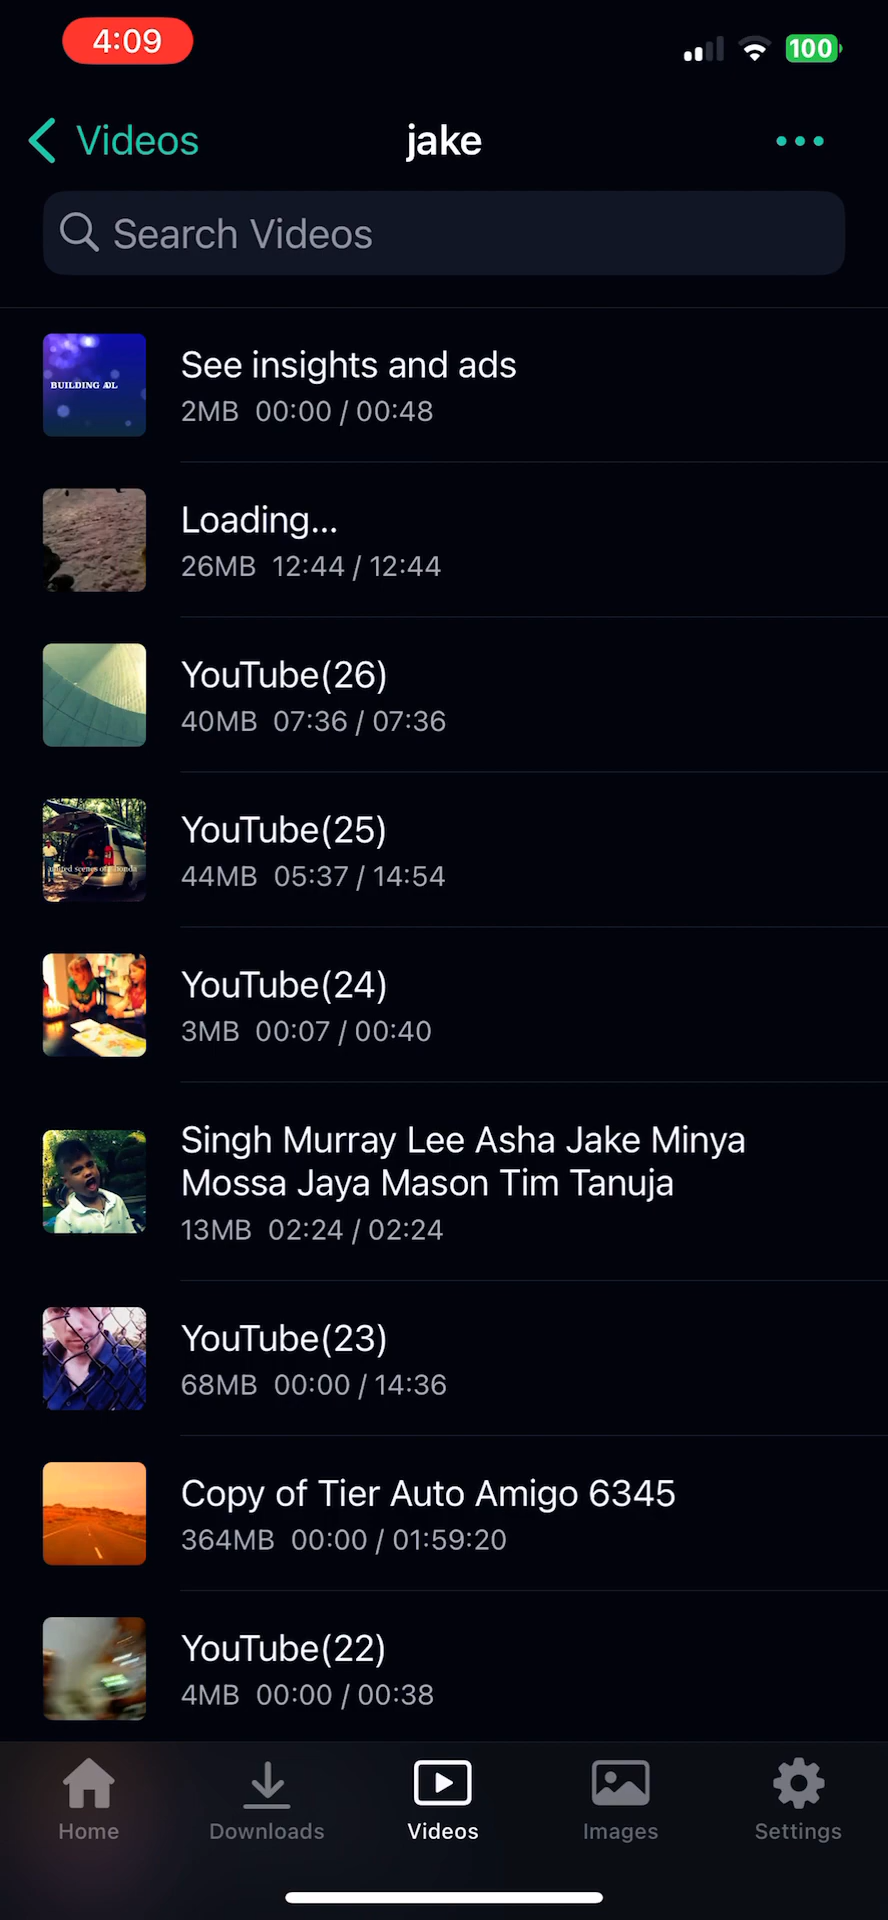 4:09
100
Videos
jake
Search Videos
See insights and ads
BUILDING
2MB 00:00 / 00:48
Loading...
26MB 12:44 / 12:44
YouTube(26)
40MB 07:36 / 07:36
YouTube(25)
scenes of
44MB 05:37 / 14:54
YouTube(24)
3MB 00:07 / 00:40
Singh Murray Lee Asha Jake Minya
Mossa Jaya Mason Tim Tanuja
13MB 02:24 / 02:24
YouTube(23)
68MB 00:00 / 14:36
Copy of Tier Auto Amigo 6345
364MB 00:00 / 01:59:20
YouTube(22)
4MB 00:00 / 00:38
Home
Downloads
Videos
Images
Settings